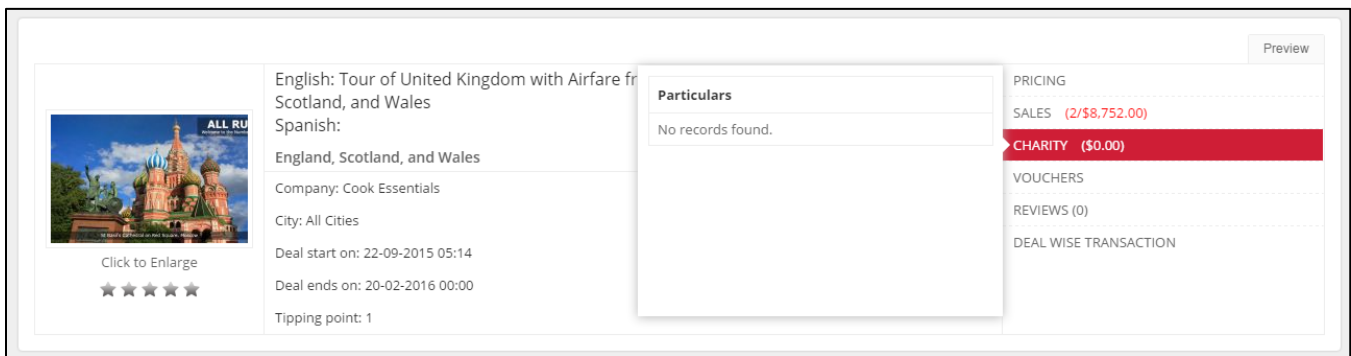 Preview
ALL RU
English: Tour of United Kingdom with Airfare fr
Scotland, and Wales
Spanish:
England, Scotland, and Wales
Company: Cook Essentials
City: All Cities
Deal start on: 22-09-2015 05:14
Deal ends on: 20-02-2016 00:00
Tipping point: 1
Click to Enlarge
Particulars
No records found.
PRICING
SALES (2/$8,752.00)
CHARITY ($0.00)
VOUCHERS
REVIEWS (0)
DEAL WISE TRANSACTION